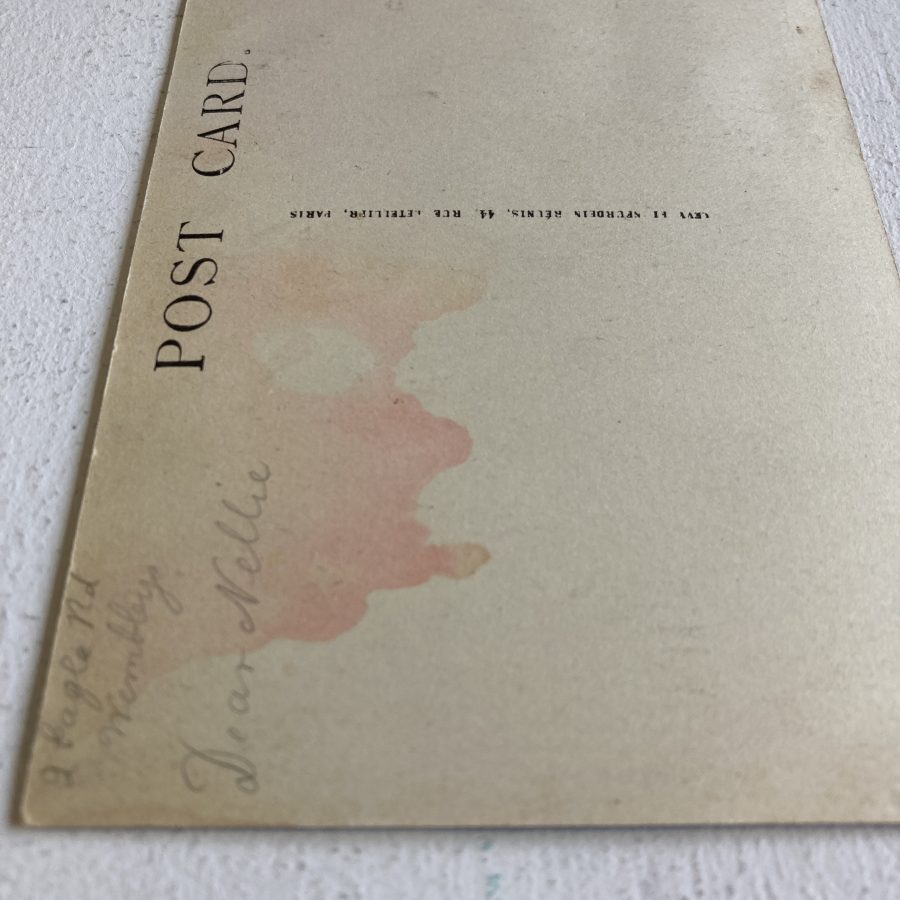 POST CARD.
LEVY ET NEURDEIN RÉUNIS, 44, RUE LETELLIER, PARIS
2 Eagle Rd
Wembley.
Dear Nellie